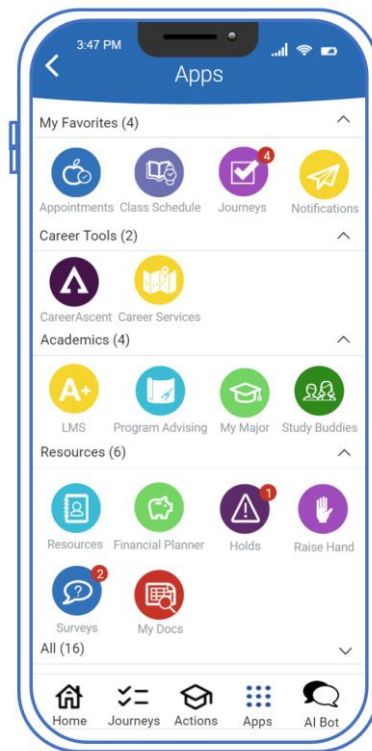 3:47 PM
Apps
My Favorites (4)
4
Appointments Class Schedule Journeys Notifications
Career Tools (2)
CareerAscent Career Services
Academics (4)
A+
LMS Program Advising My Major Study Buddies
Resources (6)
1
Resources Financial Planner Holds Raise Hand
2
Surveys My Docs
All (16)
Home Journeys Actions Apps AI Bot